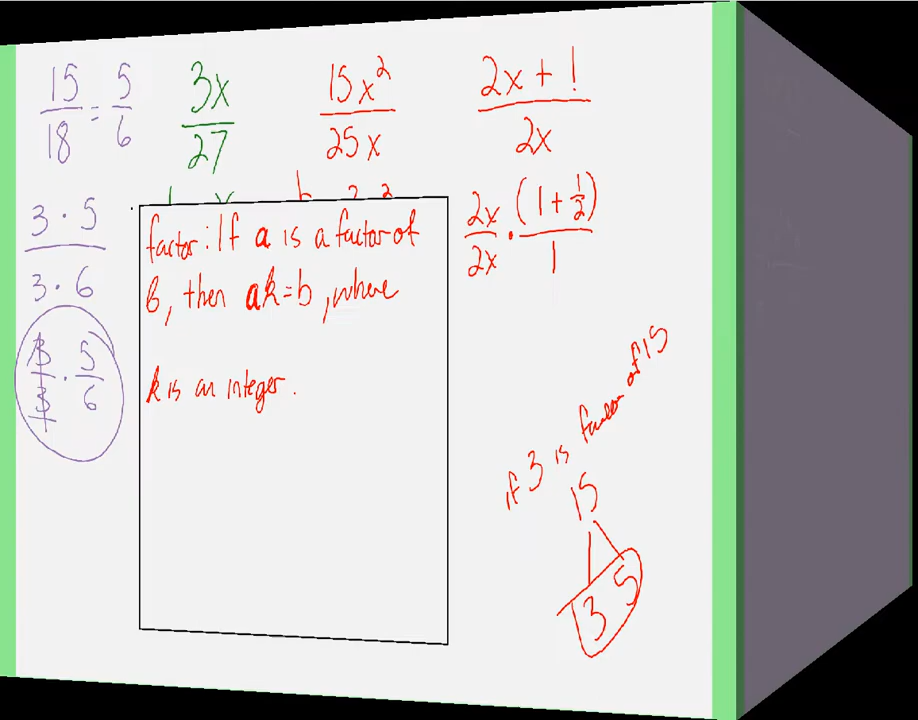 15/18 = 5/6
3x/27
15x²/25x
2x + 1/2x
3 · 5/3 · 6
2x/2x · (1 + 1/2)/1
3/3 · 5/6
factor: If a is a factor of
b, then ak = b, where
k is an integer.
if 3 is factor of 15
15
3 5